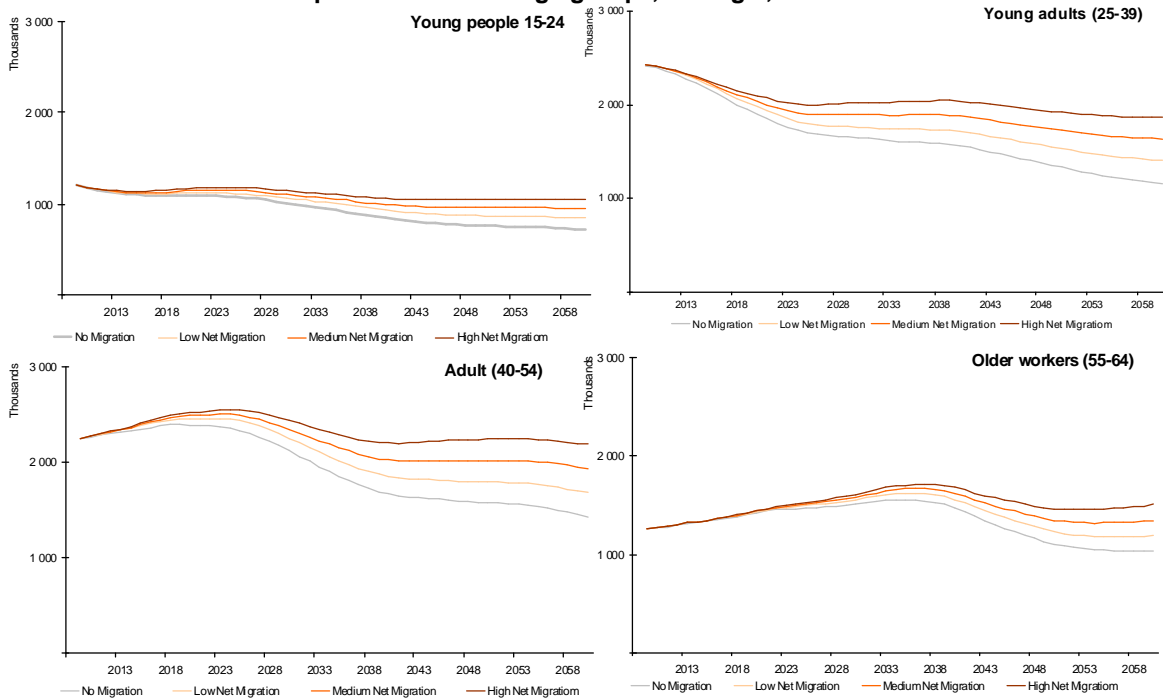 Young people 15-24
Thousands
3 000
2 000
1 000
2013 2018 2023 2028 2033 2038 2043 2048 2053 2058
No Migration Low Net Migration Medium Net Migration High Net Migratiom
Young adults (25-39)
Thousands
3 000
2 000
1 000
2013 2018 2023 2028 2033 2038 2043 2048 2053 2058
No Migration Low Net Migration Medium Net Migration High Net Migratiom
Adult (40-54)
Thousands
3 000
2 000
1 000
2013 2018 2023 2028 2033 2038 2043 2048 2053 2058
No Migration Low Net Migration Medium Net Migration High Net Migratiom
Older workers (55-64)
Thousands
3 000
2 000
1 000
2013 2018 2023 2028 2033 2038 2043 2048 2053 2058
No Migration Low Net Migration Medium Net Migration High Net Migratiom